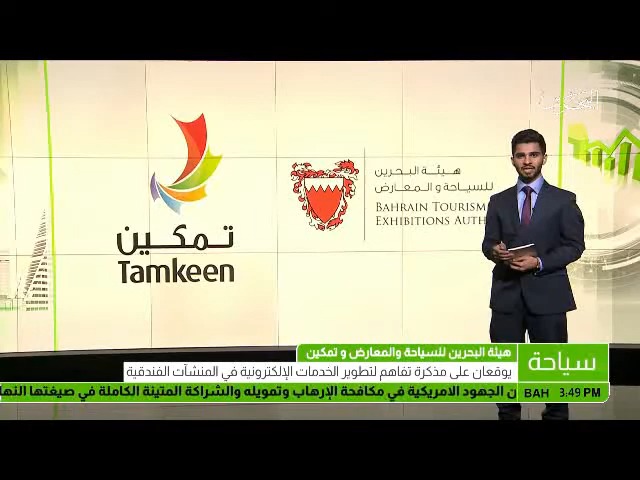 تمكين
Tamkeen
هيئة البحرين
للسياحة و المعارض
BAHRAIN TOURISM
EXHIBITIONS AUTH
هيئة البحرين للسياحة والمعارض و تمكين
سياحة
يوقعان على مذكرة تفاهم لتطوير الخدمات الإلكترونية في المنشآت الفندقية
ن الجهود الامريكية في مكافحة الإرهاب وتمويله والشراكة المتينة الكاملة في صيغتها النها
BAH 3:49 PM